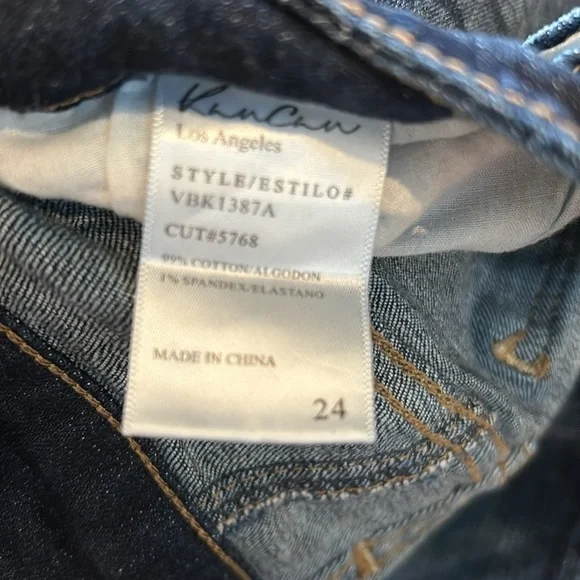 KanCan
Los Angeles
STYLE/ESTILO#
VBK1387A
CUT#5768
99% COTTON/ALGODON
1% SPANDEX/ELASTANO
MADE IN CHINA
24